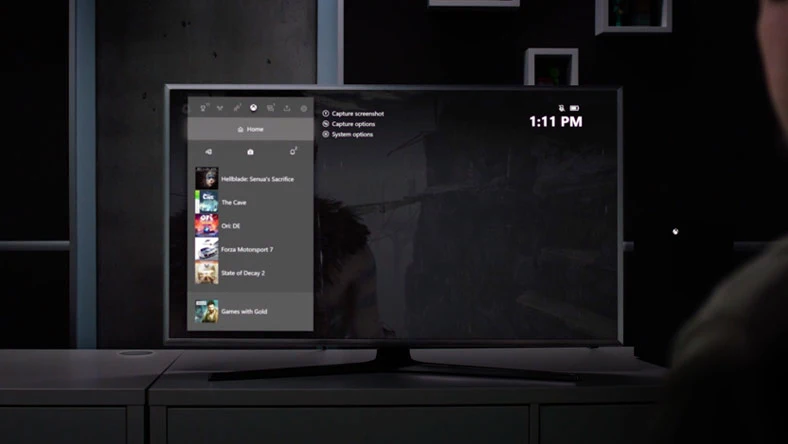 Home
Hellblade: Senua's Sacrifice
The Cave
Ori: DE
Forza Motorsport 7
State of Decay 2
Games with Gold
Capture screenshot
Capture options
System options
1:11 PM